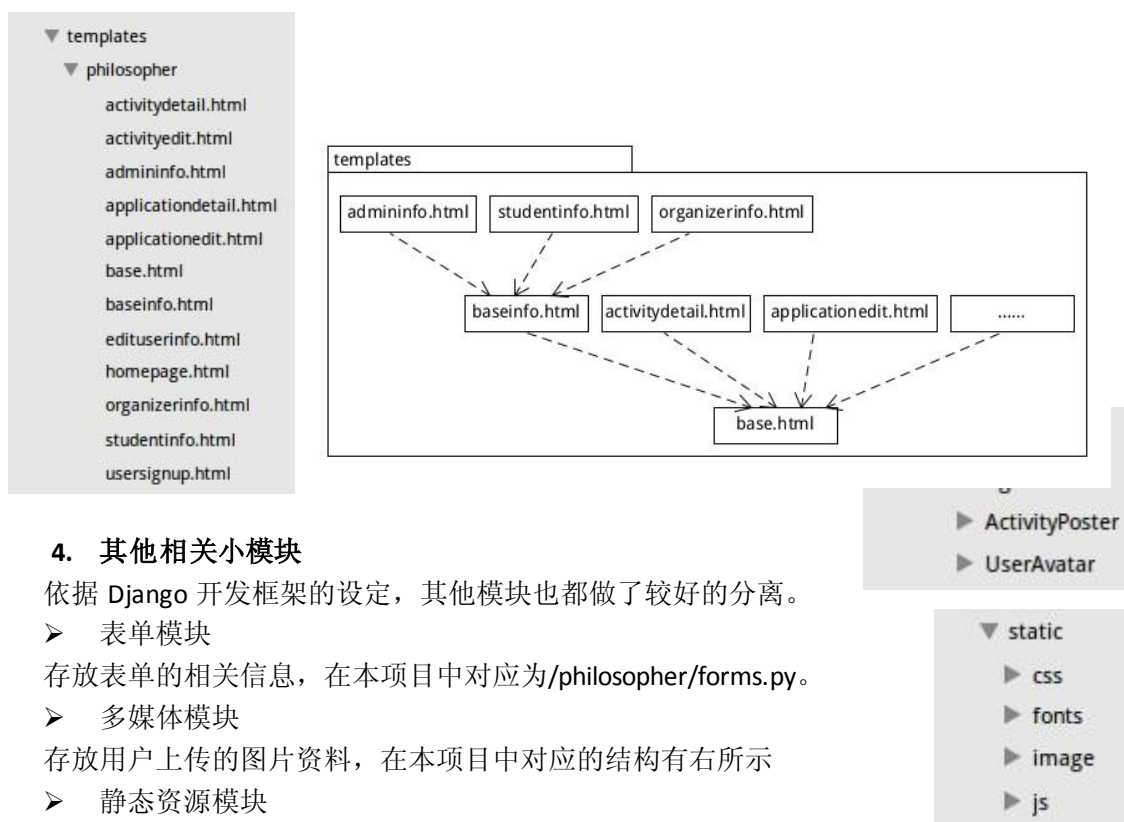 templates
philosopher
activitydetail.html
activityedit.html
admininfo.html
applicationdetail.html
applicationedit.html
base.html
baseinfo.html
edituserinfo.html
homepage.html
organizerinfo.html
studentinfo.html
usersignup.html
templates
admininfo.html
studentinfo.html
organizerinfo.html
baseinfo.html
activitydetail.html
applicationedit.html
......
base.html
ActivityPoster
UserAvatar
4. 其他相关小模块
依据 Django 开发框架的设定，其他模块也都做了较好的分离。
➢ 表单模块
存放表单的相关信息，在本项目中对应为/philosopher/forms.py。
➢ 多媒体模块
存放用户上传的图片资料，在本项目中对应的结构有右所示
➢ 静态资源模块
static
css
fonts
image
js